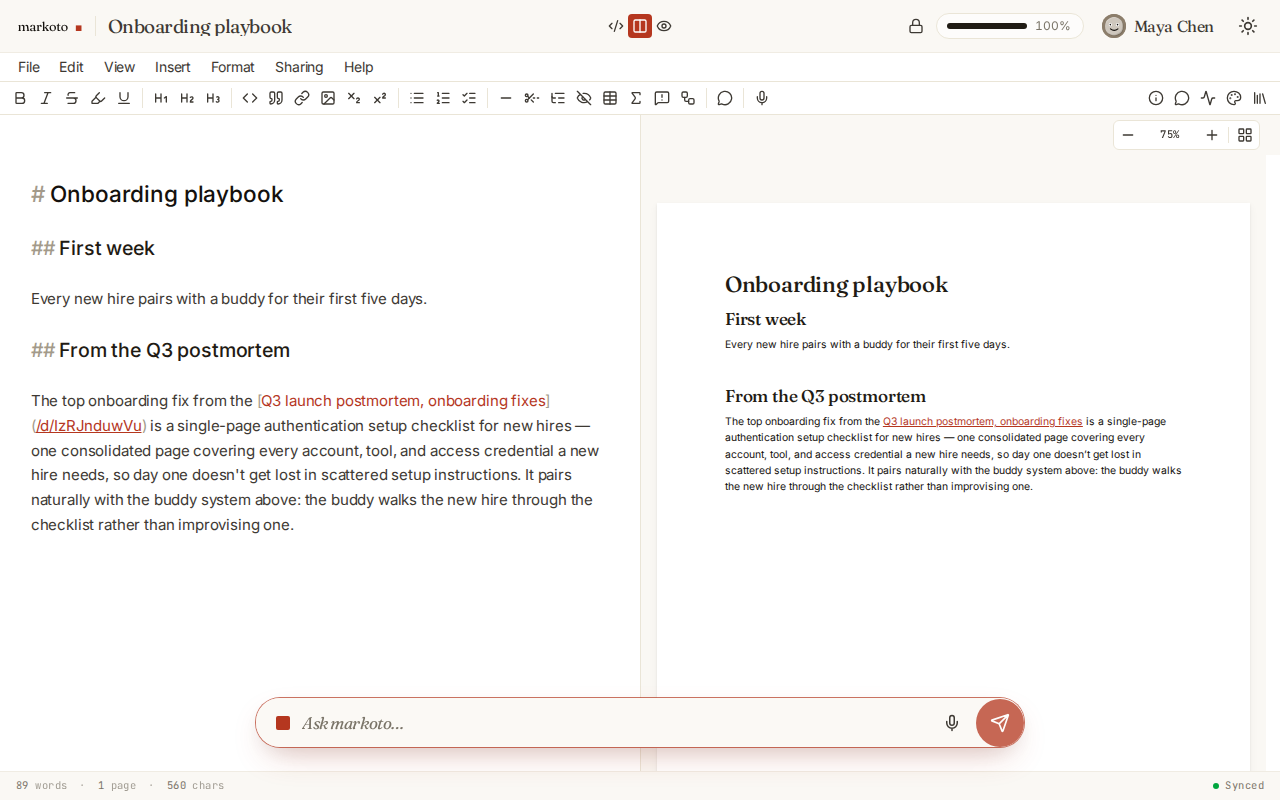 markoto
Onboarding playbook
100%
Maya Chen
File Edit View Insert Format Sharing Help
H1 H2 H3
75%
# Onboarding playbook
## First week
Every new hire pairs with a buddy for their first five days.
## From the Q3 postmortem
The top onboarding fix from the [Q3 launch postmortem, onboarding fixes]
(/d/IzRJnduwVu) is a single-page authentication setup checklist for new hires —
one consolidated page covering every account, tool, and access credential a new
hire needs, so day one doesn't get lost in scattered setup instructions. It pairs
naturally with the buddy system above: the buddy walks the new hire through the
checklist rather than improvising one.
Onboarding playbook
First week
Every new hire pairs with a buddy for their first five days.
From the Q3 postmortem
The top onboarding fix from the Q3 launch postmortem, onboarding fixes is a single-page
authentication setup checklist for new hires — one consolidated page covering every
account, tool, and access credential a new hire needs, so day one doesn't get lost in
scattered setup instructions. It pairs naturally with the buddy system above: the buddy walks
the new hire through the checklist rather than improvising one.
Ask markoto...
89 words · 1 page · 560 chars
Synced